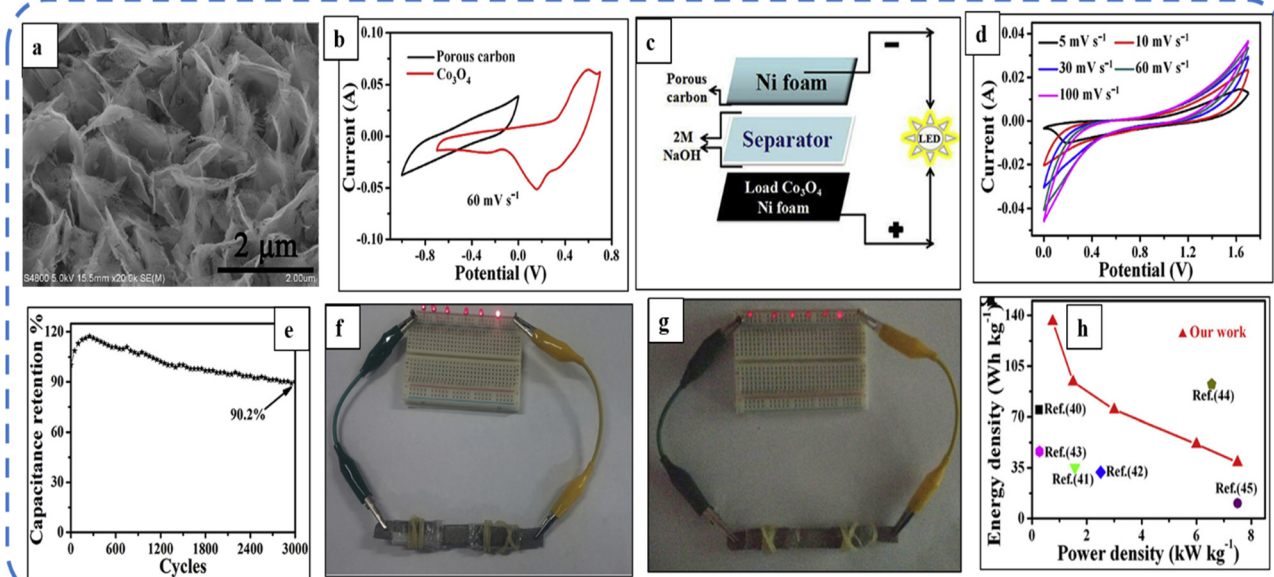 a
2 µm
S4800 5.0kV 15.5mm x20.0k SE(M)
2.00um
b
Porous carbon
Co₃O₄
60 mV s⁻¹
Current (A)
0.10
0.05
0.00
-0.05
-0.10
-0.8
-0.4
0.0
0.4
0.8
Potential (V)
c
Porous
carbon
Ni foam
2M
NaOH
Separator
Load Co₃O₄
Ni foam
−
+
LED
d
5 mV s⁻¹
10 mV s⁻¹
30 mV s⁻¹
60 mV s⁻¹
100 mV s⁻¹
Current (A)
0.04
0.02
0.00
-0.02
-0.04
0.0
0.4
0.8
1.2
1.6
Potential (V)
e
Capacitance retention %
120
90
60
30
0
90.2%
0
600
1200
1800
2400
3000
Cycles
f
g
h
Energy density (Wh kg⁻¹)
140
105
70
35
0
Our work
Ref.(44)
Ref.(40)
Ref.(43)
Ref.(41)
Ref.(42)
Ref.(45)
0
2
4
6
8
Power density (kW kg⁻¹)